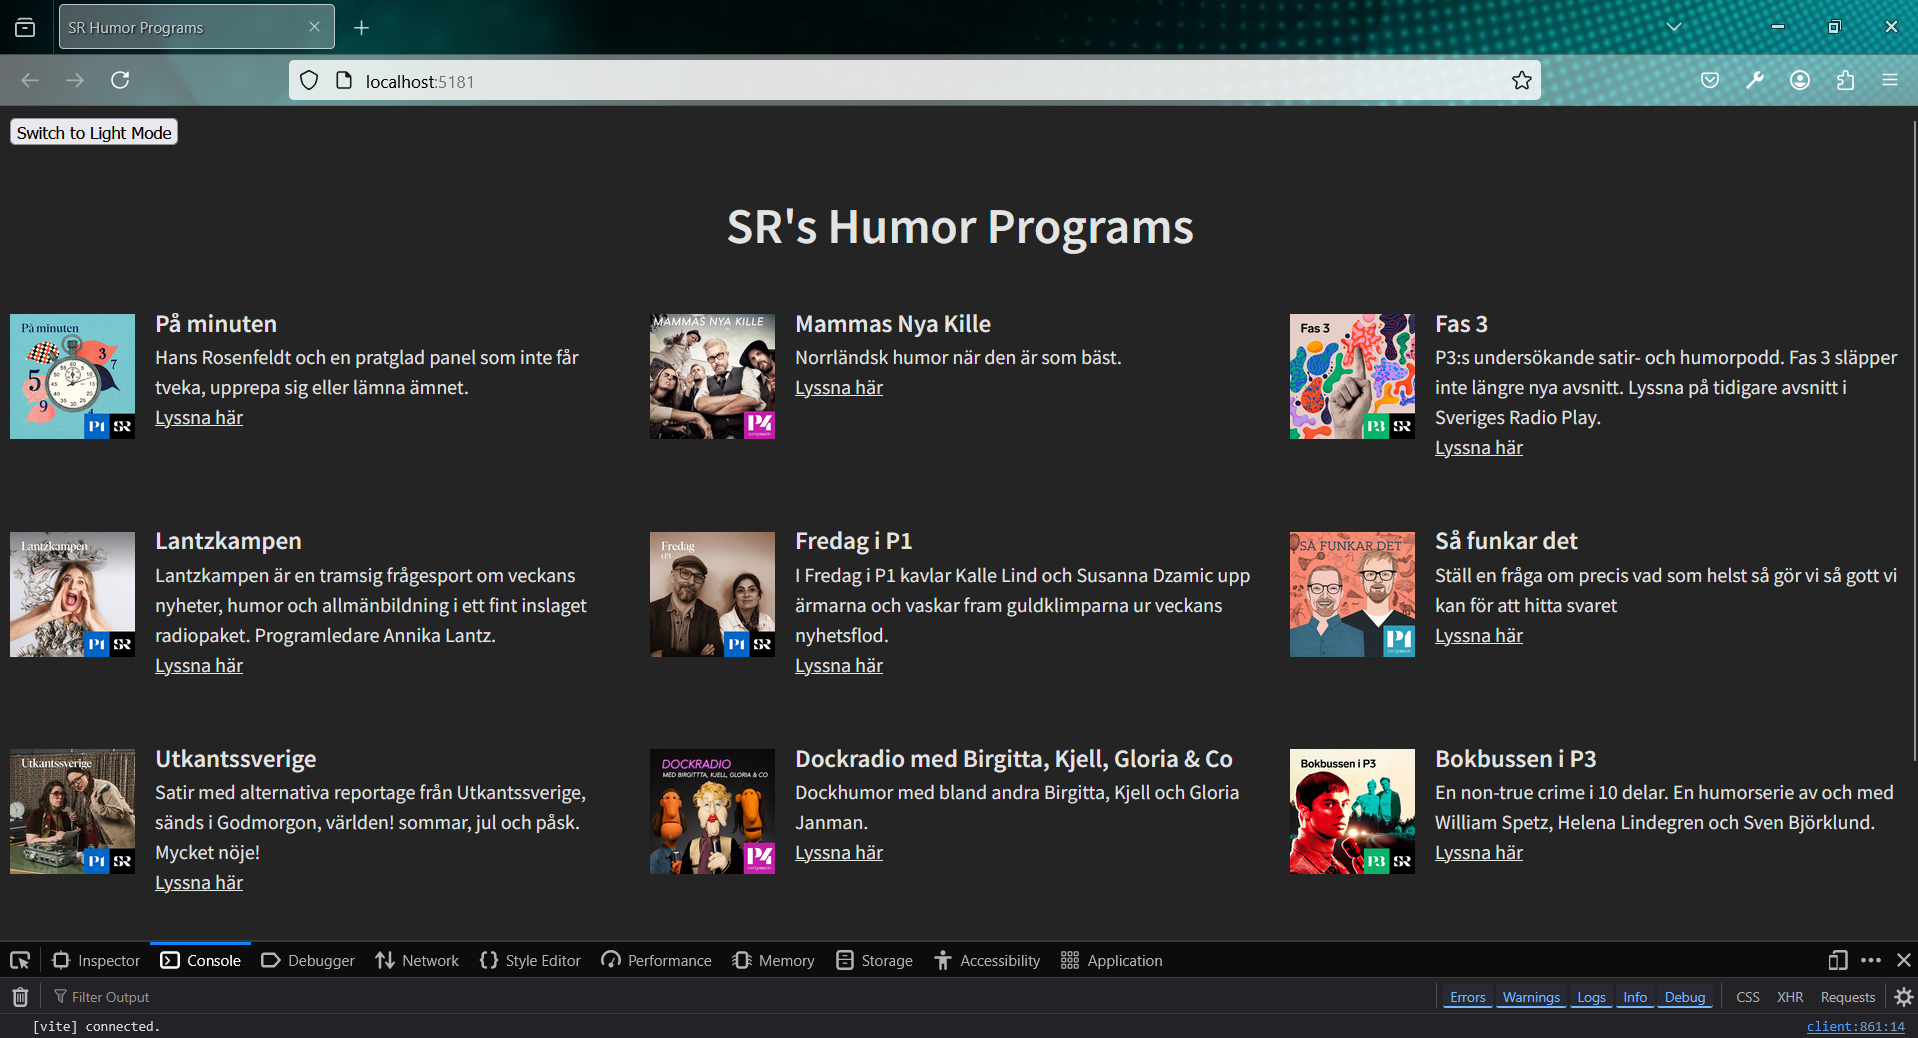 SR Humor Programs
localhost:5181
Switch to Light Mode
SR's Humor Programs
På minuten
P1 SR
På minuten
Hans Rosenfeldt och en pratglad panel som inte får
tveka, upprepa sig eller lämna ämnet.
Lyssna här
MAMMAS NYA KILLE
P4
Mammas Nya Kille
Norrländsk humor när den är som bäst.
Lyssna här
Fas 3
P3 SR
Fas 3
P3:s undersökande satir- och humorpodd. Fas 3 släpper
inte längre nya avsnitt. Lyssna på tidigare avsnitt i
Sveriges Radio Play.
Lyssna här
Lantzkampen
P1 SR
Lantzkampen
Lantzkampen är en tramsig frågesport om veckans
nyheter, humor och allmänbildning i ett fint inslaget
radiopaket. Programledare Annika Lantz.
Lyssna här
Fredag
i P1
P1 SR
Fredag i P1
I Fredag i P1 kavlar Kalle Lind och Susanna Dzamic upp
ärmarna och vaskar fram guldklimparna ur veckans
nyhetsflod.
Lyssna här
SÅ FUNKAR DET
P4
Så funkar det
Ställ en fråga om precis vad som helst så gör vi så gott vi
kan för att hitta svaret
Lyssna här
Utkantssverige
P1 SR
Utkantssverige
Satir med alternativa reportage från Utkantssverige,
sänds i Godmorgon, världen! sommar, jul och påsk.
Mycket nöje!
Lyssna här
DOCKRADIO
MED BIRGITTTA, KJELL, GLORIA & CO
P4
Dockradio med Birgitta, Kjell, Gloria & Co
Dockhumor med bland andra Birgitta, Kjell och Gloria
Janman.
Lyssna här
Bokbussen i P3
P3 SR
Bokbussen i P3
En non-true crime i 10 delar. En humorserie av och med
William Spetz, Helena Lindegren och Sven Björklund.
Lyssna här
Inspector Console Debugger Network Style Editor Performance Memory Storage Accessibility Application
Filter Output Errors Warnings Logs Info Debug CSS XHR Requests
[vite] connected. client:861:14